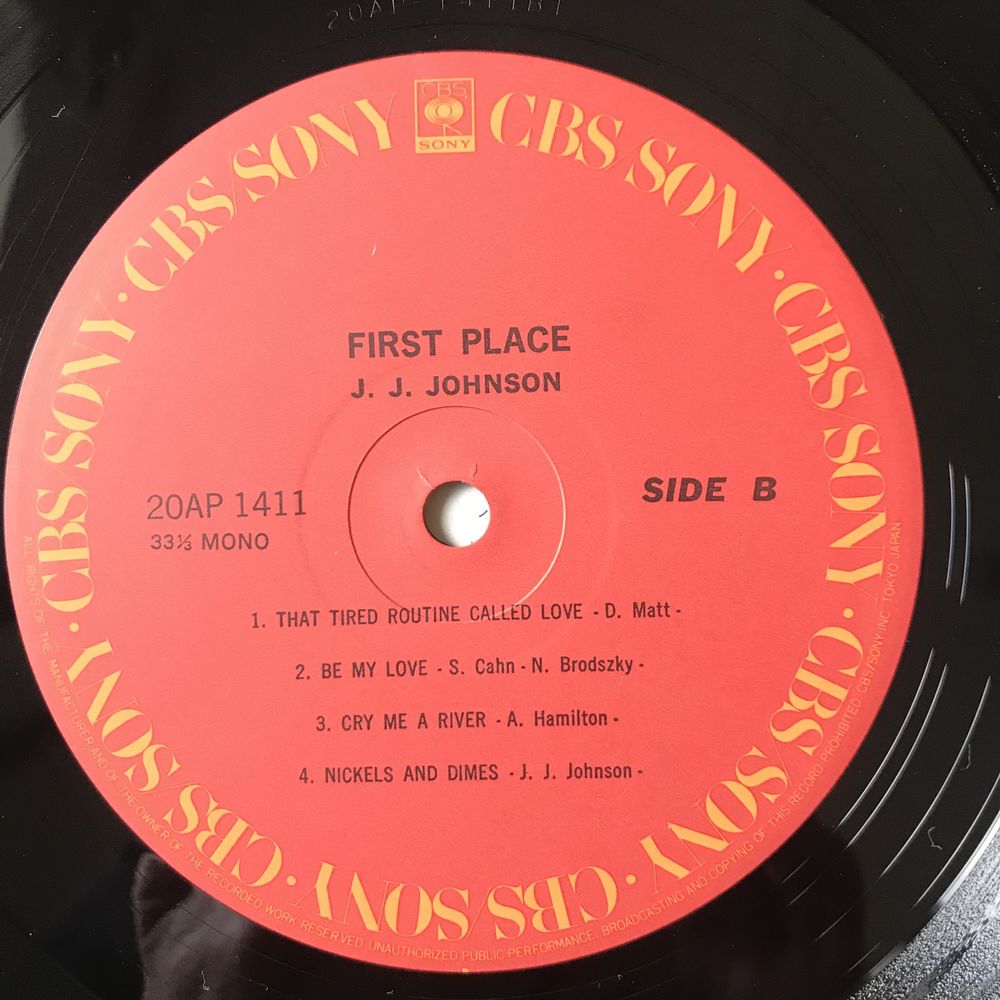 20AP-1411B1
CBS
SONY
CBS/SONY · CBS/SONY · CBS/SONY · CBS/SONY · CBS/SONY · CBS/SONY · CBS/SONY
FIRST PLACE
J. J. JOHNSON
20AP 1411
33⅓ MONO
SIDE B
1. THAT TIRED ROUTINE CALLED LOVE - D. Matt -
2. BE MY LOVE - S. Cahn - N. Brodszky -
3. CRY ME A RIVER - A. Hamilton -
4. NICKELS AND DIMES - J. J. Johnson -
ALL RIGHTS OF THE MANUFACTURER AND OF THE OWNER OF THE RECORDED WORK RESERVED. UNAUTHORIZED PUBLIC PERFORMANCE, BROADCASTING AND COPYING OF THIS RECORD PROHIBITED. CBS/SONY INC. TOKYO JAPAN